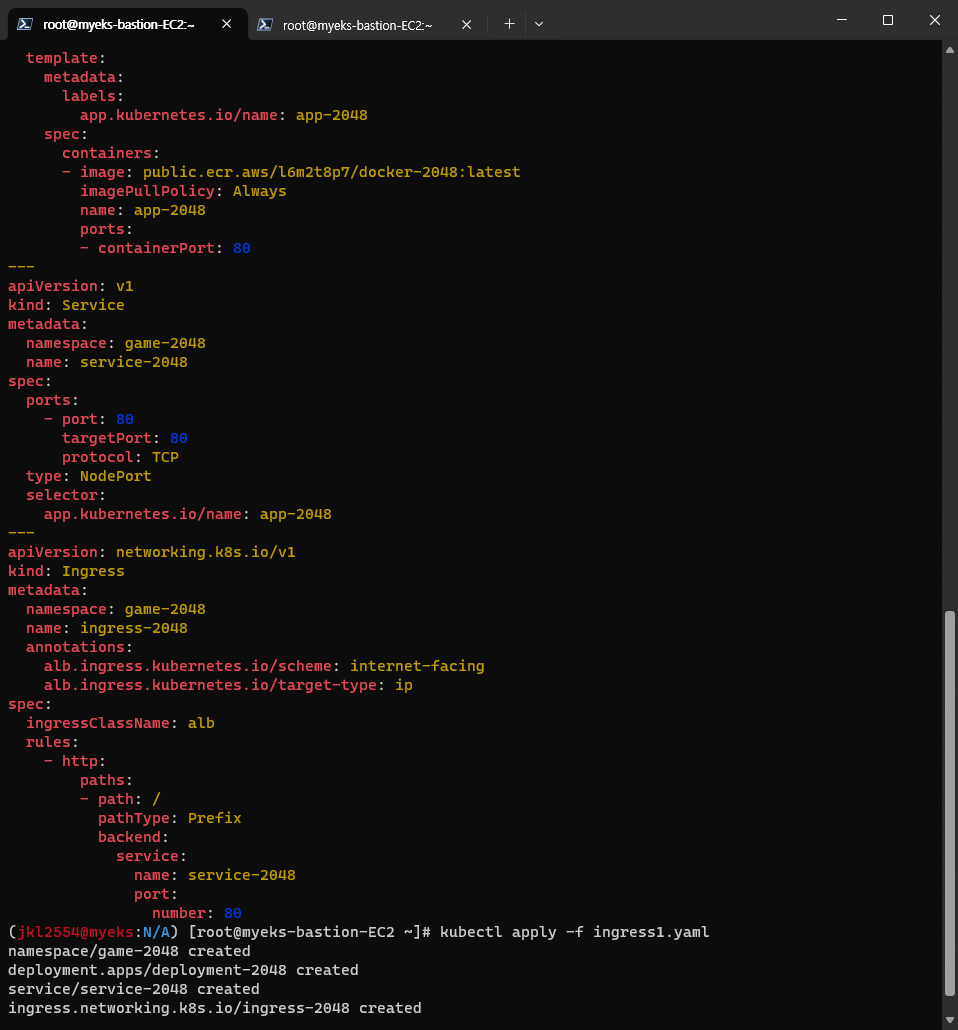 root@myeks-bastion-EC2:~
root@myeks-bastion-EC2:~
  template:
    metadata:
      labels:
        app.kubernetes.io/name: app-2048
    spec:
      containers:
      - image: public.ecr.aws/l6m2t8p7/docker-2048:latest
        imagePullPolicy: Always
        name: app-2048
        ports:
        - containerPort: 80
---
apiVersion: v1
kind: Service
metadata:
  namespace: game-2048
  name: service-2048
spec:
  ports:
    - port: 80
      targetPort: 80
      protocol: TCP
  type: NodePort
  selector:
    app.kubernetes.io/name: app-2048
---
apiVersion: networking.k8s.io/v1
kind: Ingress
metadata:
  namespace: game-2048
  name: ingress-2048
  annotations:
    alb.ingress.kubernetes.io/scheme: internet-facing
    alb.ingress.kubernetes.io/target-type: ip
spec:
  ingressClassName: alb
  rules:
    - http:
        paths:
        - path: /
          pathType: Prefix
          backend:
            service:
              name: service-2048
              port:
                number: 80
(jkl2554@myeks:N/A) [root@myeks-bastion-EC2 ~]# kubectl apply -f ingress1.yaml
namespace/game-2048 created
deployment.apps/deployment-2048 created
service/service-2048 created
ingress.networking.k8s.io/ingress-2048 created